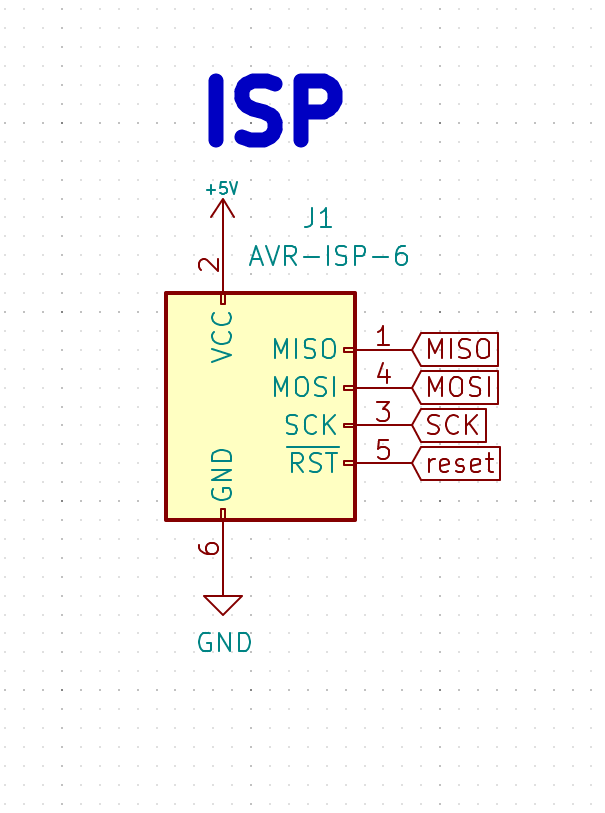 ISP
+5V
J1
AVR-ISP-6
2
VCC
MISO 1 MISO
MOSI 4 MOSI
SCK 3 SCK
RST 5 reset
GND
6
GND